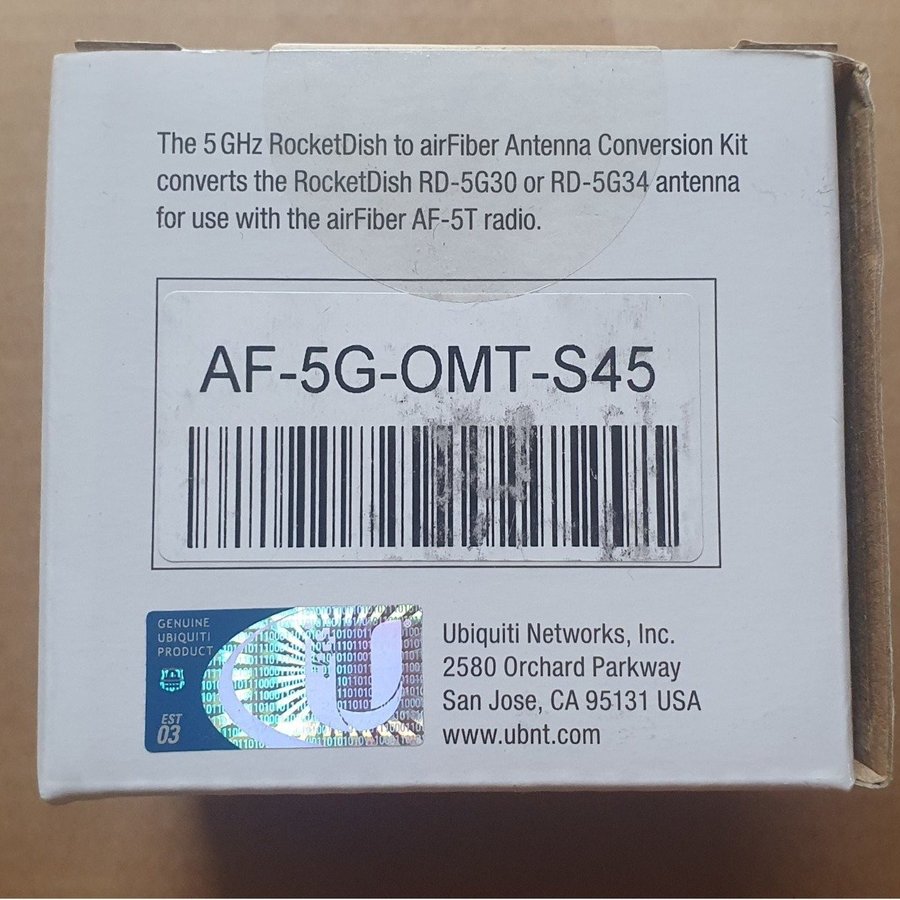 The 5 GHz RocketDish to airFiber Antenna Conversion Kit
converts the RocketDish RD-5G30 or RD-5G34 antenna
for use with the airFiber AF-5T radio.
AF-5G-OMT-S45
GENUINE
UBIQUITI
PRODUCT
EST
03
U
Ubiquiti Networks, Inc.
2580 Orchard Parkway
San Jose, CA 95131 USA
www.ubnt.com